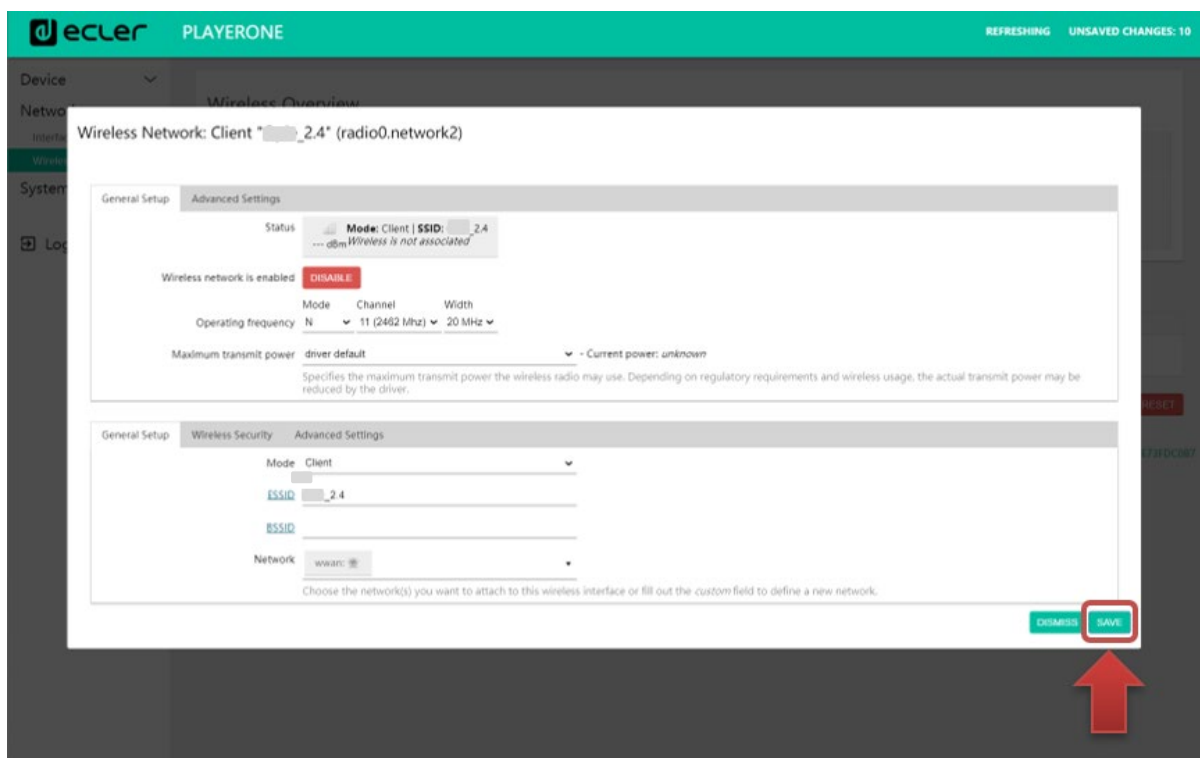 ecler PLAYERONE REFRESHING UNSAVED CHANGES: 10
Device
Wireless Overview
Wireless Network: Client " _2.4" (radio0.network2)
System
General Setup Advanced Settings
Status Mode: Client | SSID: _2.4
--- dBm Wireless is not associated
Wireless network is enabled DISABLE
Mode Channel Width
Operating frequency N 11 (2462 Mhz) 20 MHz
Maximum transmit power driver default - Current power: unknown
Specifies the maximum transmit power the wireless radio may use. Depending on regulatory requirements and wireless usage, the actual transmit power may be
reduced by the driver.
RESET
General Setup Wireless Security Advanced Settings
Mode Client
ESSID _2.4
BSSID
Network wwan:
Choose the network(s) you want to attach to this wireless interface or fill out the custom field to define a new network.
DISMISS SAVE